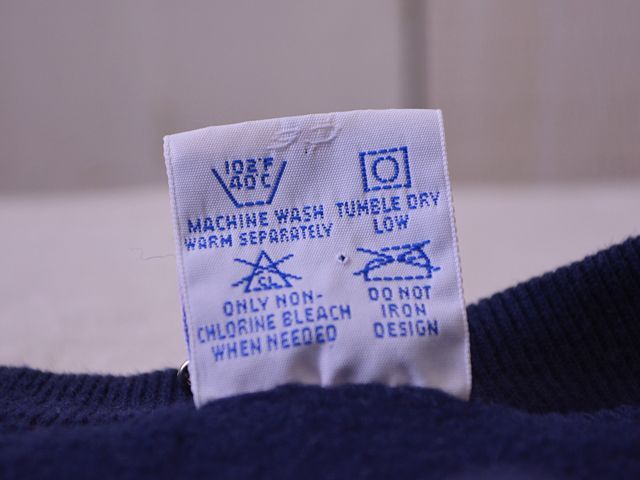 102°F
40°C
MACHINE WASH
WARM SEPARATELY
TUMBLE DRY
LOW
CL
ONLY NON-
CHLORINE BLEACH
WHEN NEEDED
DO NOT
IRON
DESIGN